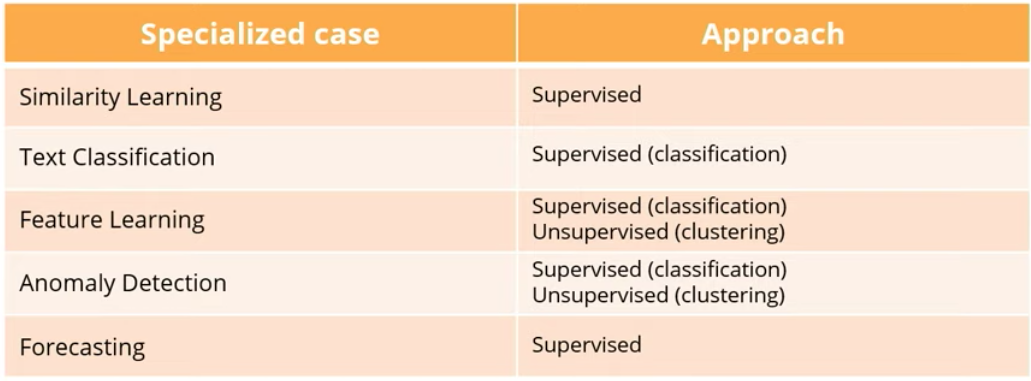 Specialized case
Approach
Similarity Learning
Supervised
Text Classification
Supervised (classification)
Feature Learning
Supervised (classification)
Unsupervised (clustering)
Anomaly Detection
Supervised (classification)
Unsupervised (clustering)
Forecasting
Supervised